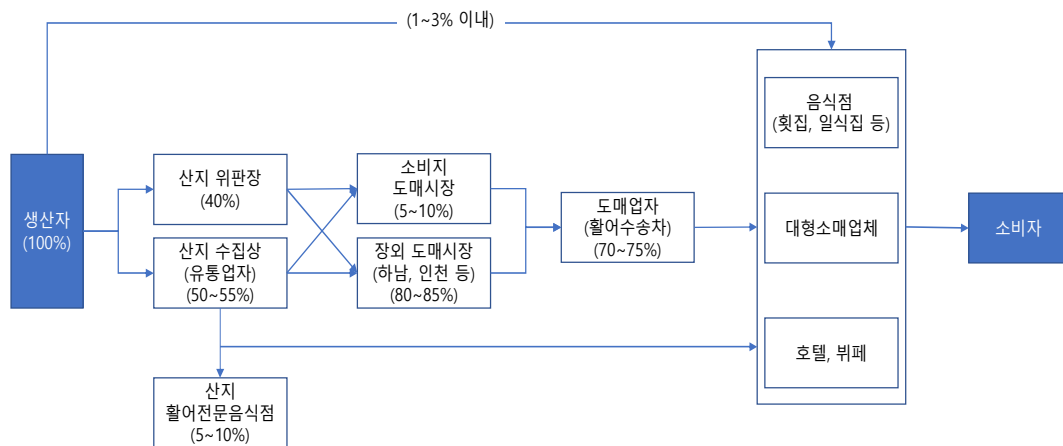 (1~3% 이내)
생산자
(100%)
산지 위판장
(40%)
산지 수집상
(유통업자)
(50~55%)
산지
활어전문음식점
(5~10%)
소비지
도매시장
(5~10%)
장외 도매시장
(하남, 인천 등)
(80~85%)
도매업자
(활어수송차)
(70~75%)
음식점
(횟집, 일식집 등)
대형소매업체
호텔, 뷔페
소비자